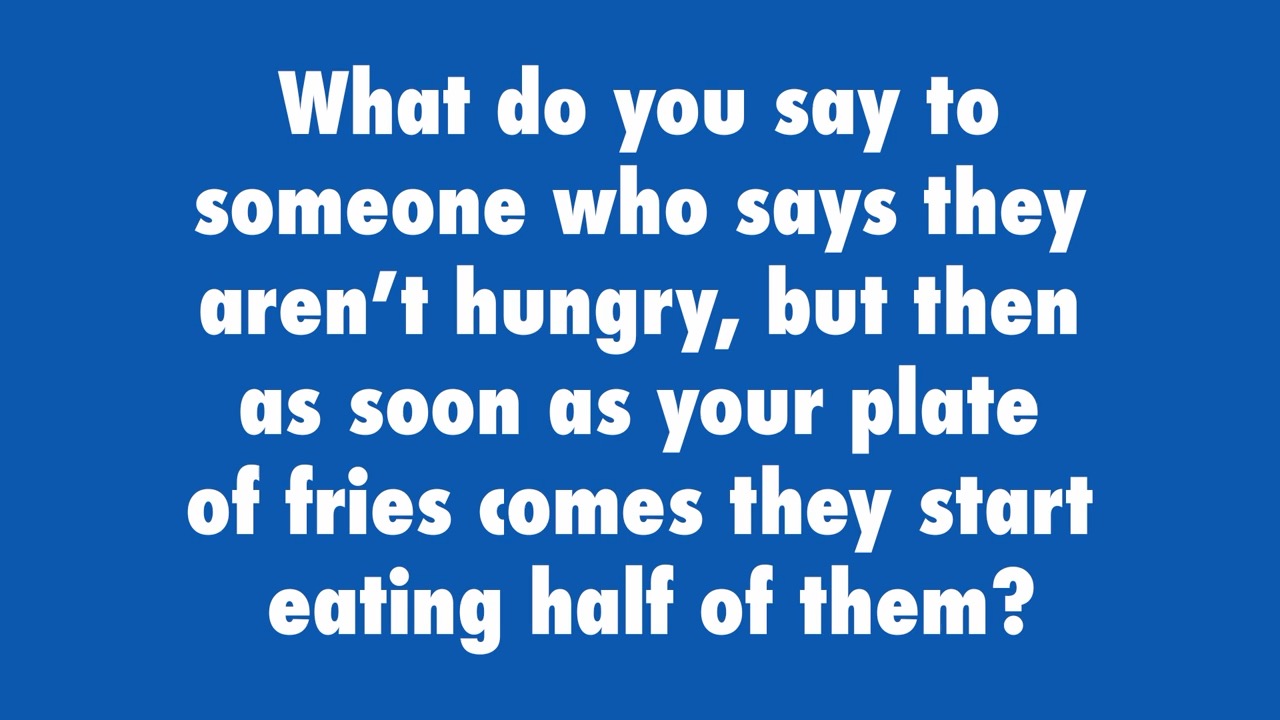 What do you say to
someone who says they
aren’t hungry, but then
as soon as your plate
of fries comes they start
eating half of them?